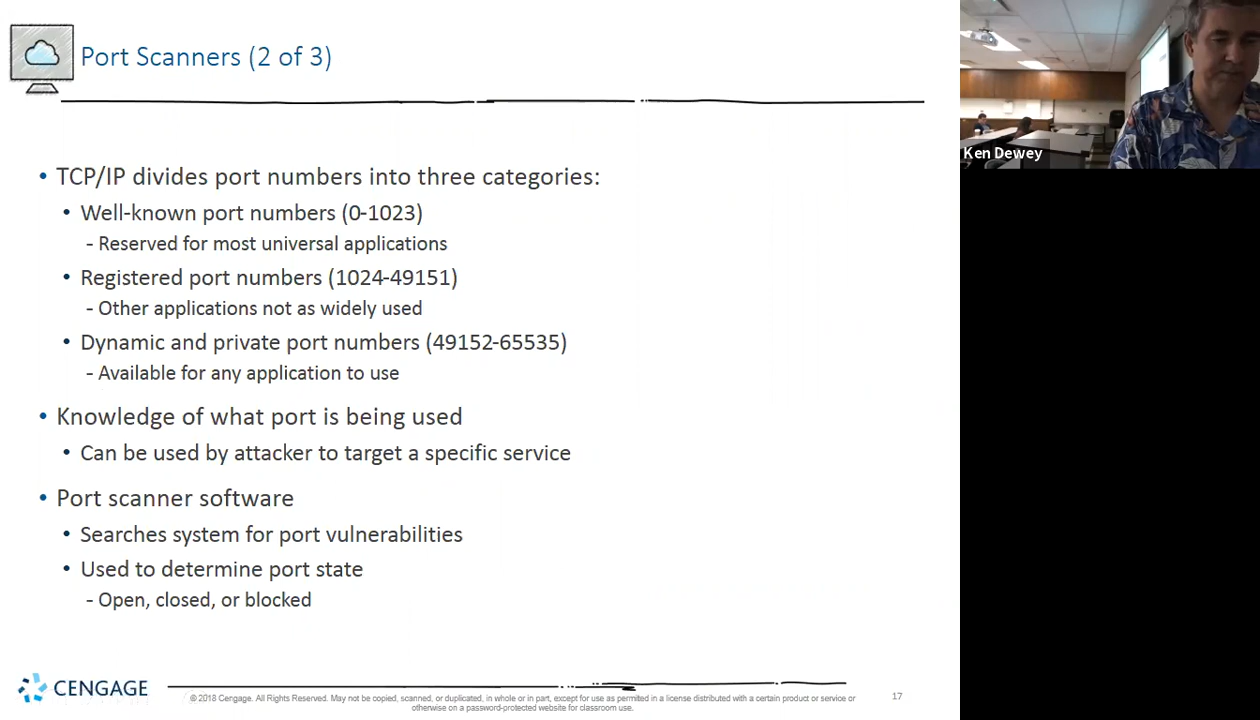 Port Scanners (2 of 3)
Ken Dewey
• TCP/IP divides port numbers into three categories:
• Well-known port numbers (0-1023)
- Reserved for most universal applications
• Registered port numbers (1024-49151)
- Other applications not as widely used
• Dynamic and private port numbers (49152-65535)
- Available for any application to use
• Knowledge of what port is being used
• Can be used by attacker to target a specific service
• Port scanner software
• Searches system for port vulnerabilities
• Used to determine port state
- Open, closed, or blocked
CENGAGE
© 2018 Cengage. All Rights Reserved. May not be copied, scanned, or duplicated, in whole or in part, except for use as permitted in a license distributed with a certain product or service or
otherwise on a password-protected website for classroom use.
17